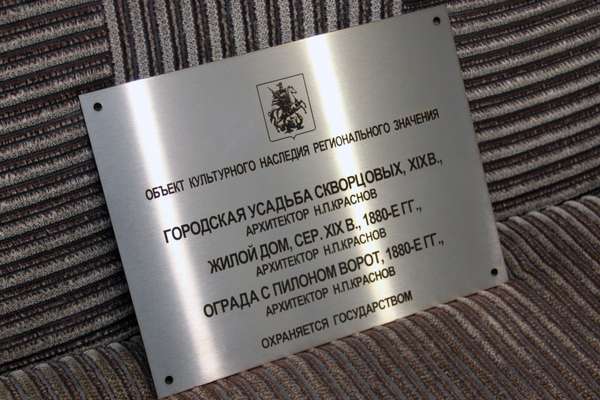 ОБЪЕКТ КУЛЬТУРНОГО НАСЛЕДИЯ РЕГИОНАЛЬНОГО ЗНАЧЕНИЯ
ГОРОДСКАЯ УСАДЬБА СКВОРЦОВЫХ, XIX В.,
АРХИТЕКТОР Н.П.КРАСНОВ
ЖИЛОЙ ДОМ, СЕР. XIX В., 1880-Е ГГ.,
АРХИТЕКТОР Н.П.КРАСНОВ
ОГРАДА С ПИЛОНОМ ВОРОТ, 1880-Е ГГ.,
АРХИТЕКТОР Н.П.КРАСНОВ
ОХРАНЯЕТСЯ ГОСУДАРСТВОМ